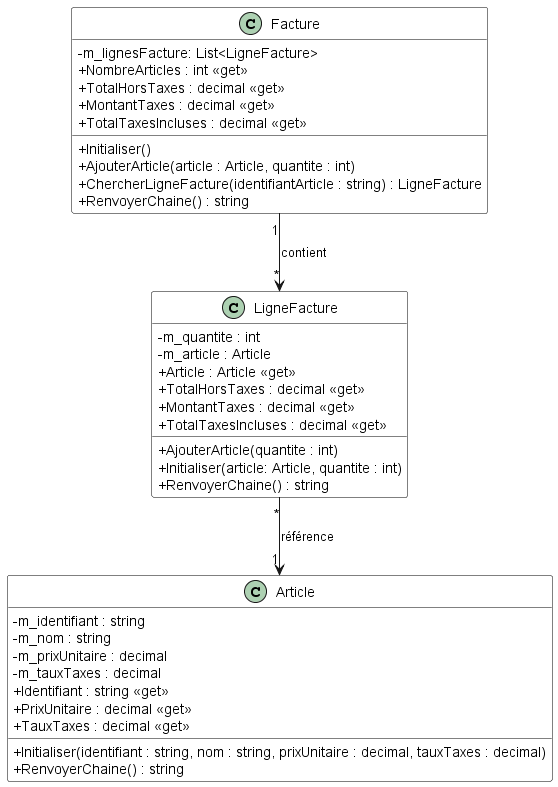 C Facture
-m_lignesFacture: List<LigneFacture>
+NombreArticles : int «get»
+TotalHorsTaxes : decimal «get»
+MontantTaxes : decimal «get»
+TotalTaxesIncluses : decimal «get»
+Initialiser()
+AjouterArticle(article : Article, quantite : int)
+ChercherLigneFacture(identifiantArticle : string) : LigneFacture
+RenvoyerChaine() : string
1
contient
*
C LigneFacture
-m_quantite : int
-m_article : Article
+Article : Article «get»
+TotalHorsTaxes : decimal «get»
+MontantTaxes : decimal «get»
+TotalTaxesIncluses : decimal «get»
+AjouterArticle(quantite : int)
+Initialiser(article: Article, quantite : int)
+RenvoyerChaine() : string
*
référence
1
C Article
-m_identifiant : string
-m_nom : string
-m_prixUnitaire : decimal
-m_tauxTaxes : decimal
+Identifiant : string «get»
+PrixUnitaire : decimal «get»
+TauxTaxes : decimal «get»
+Initialiser(identifiant : string, nom : string, prixUnitaire : decimal, tauxTaxes : decimal)
+RenvoyerChaine() : string